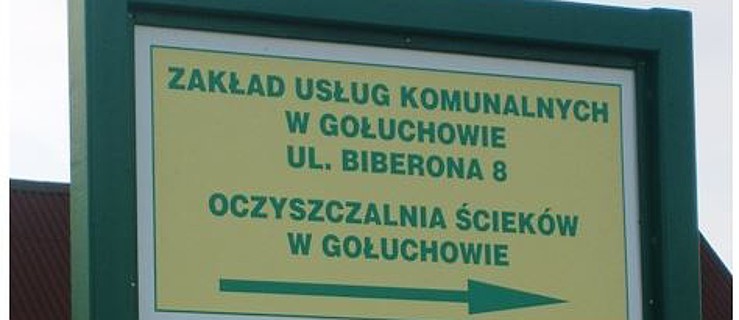 ZAKŁAD USŁUG KOMUNALNYCH
W GOŁUCHOWIE
UL. BIBERONA 8
OCZYSZCZALNIA ŚCIEKÓW
W GOŁUCHOWIE